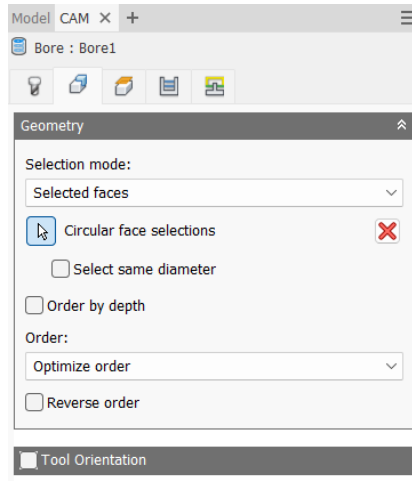 Model CAM
Bore : Bore1
Geometry
Selection mode:
Selected faces
Circular face selections
Select same diameter
Order by depth
Order:
Optimize order
Reverse order
Tool Orientation